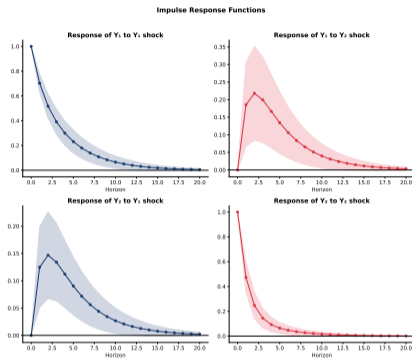 Impulse Response Functions
Response of Y₁ to Y₁ shock
Response of Y₁ to Y₂ shock
1.0
0.8
0.6
0.4
0.2
0.0
0.35
0.30
0.25
0.20
0.15
0.10
0.05
0.00
0.0 2.5 5.0 7.5 10.0 12.5 15.0 17.5 20.0
0.0 2.5 5.0 7.5 10.0 12.5 15.0 17.5 20.0
Horizon
Horizon
Response of Y₂ to Y₁ shock
Response of Y₂ to Y₂ shock
0.20
0.15
0.10
0.05
0.00
1.0
0.8
0.6
0.4
0.2
0.0
0.0 2.5 5.0 7.5 10.0 12.5 15.0 17.5 20.0
0.0 2.5 5.0 7.5 10.0 12.5 15.0 17.5 20.0
Horizon
Horizon